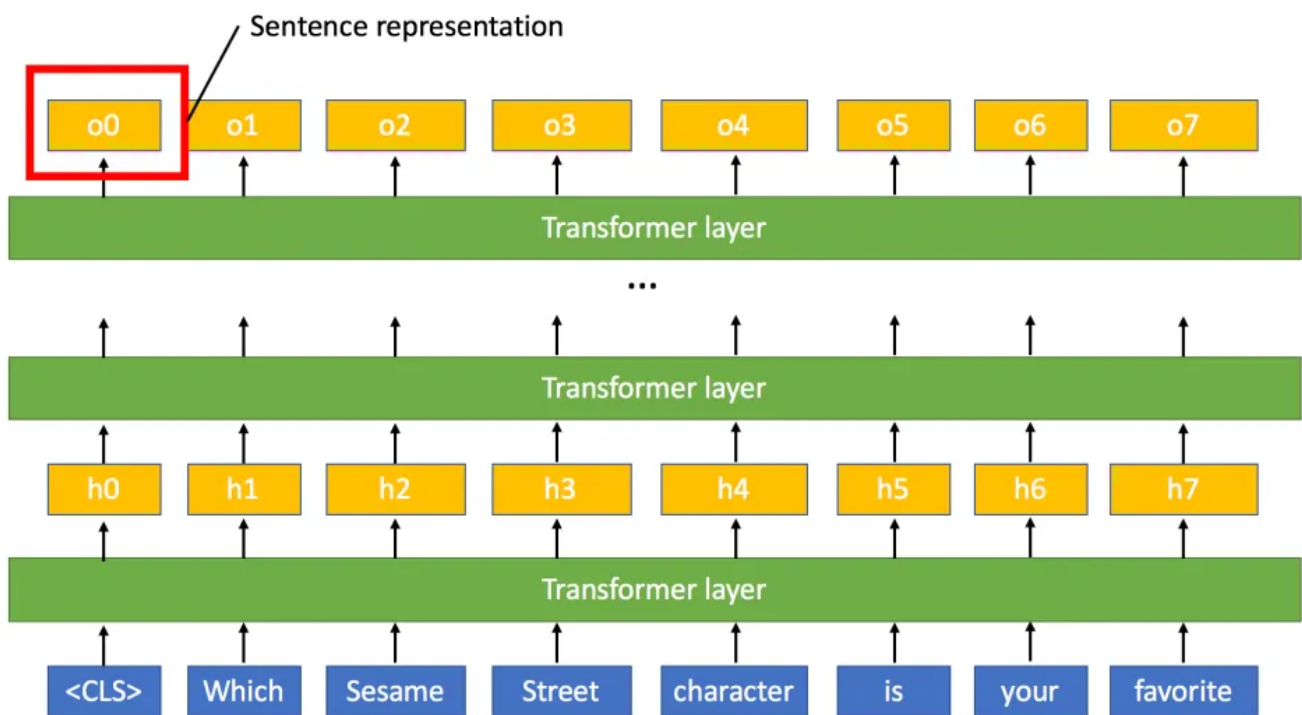 Sentence representation
o0 o1 o2 o3 o4 o5 o6 o7
Transformer layer
...
Transformer layer
h0 h1 h2 h3 h4 h5 h6 h7
Transformer layer
<CLS> Which Sesame Street character is your favorite